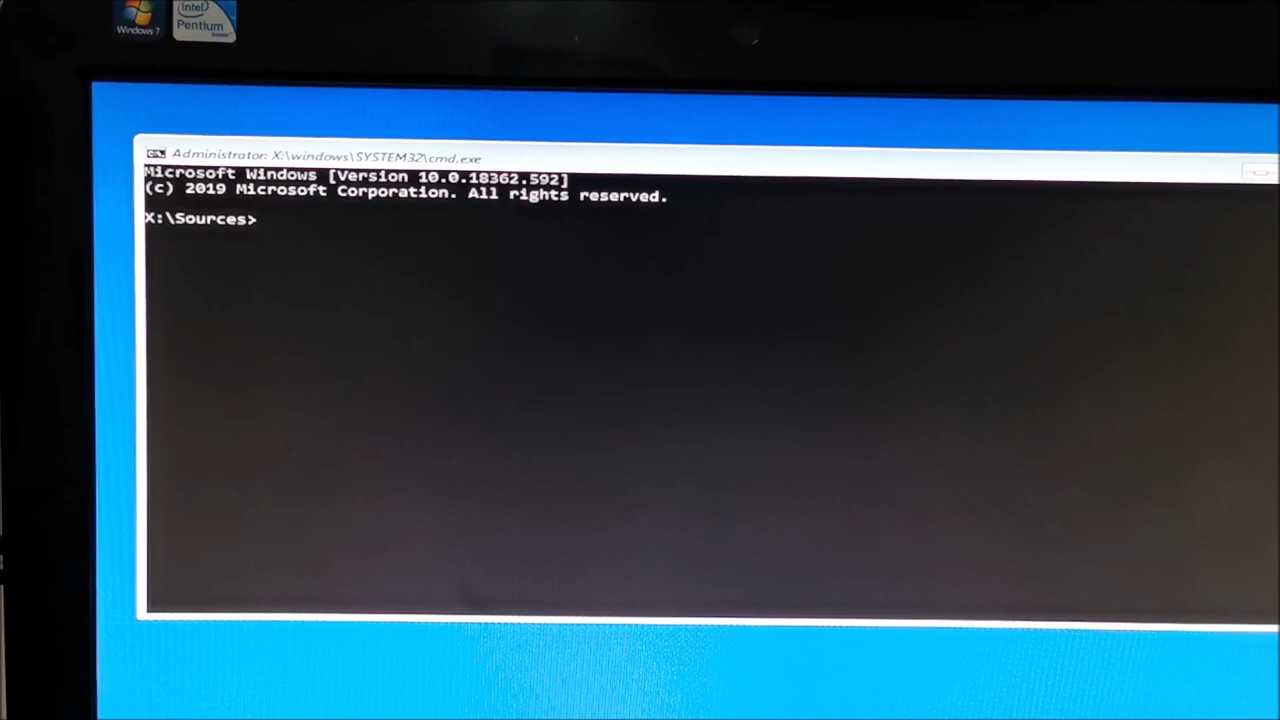 Windows 7
intel
Pentium
Administrator: X:\windows\SYSTEM32\cmd.exe
Microsoft Windows [Version 10.0.18362.592]
(c) 2019 Microsoft Corporation. All rights reserved.
X:\Sources>